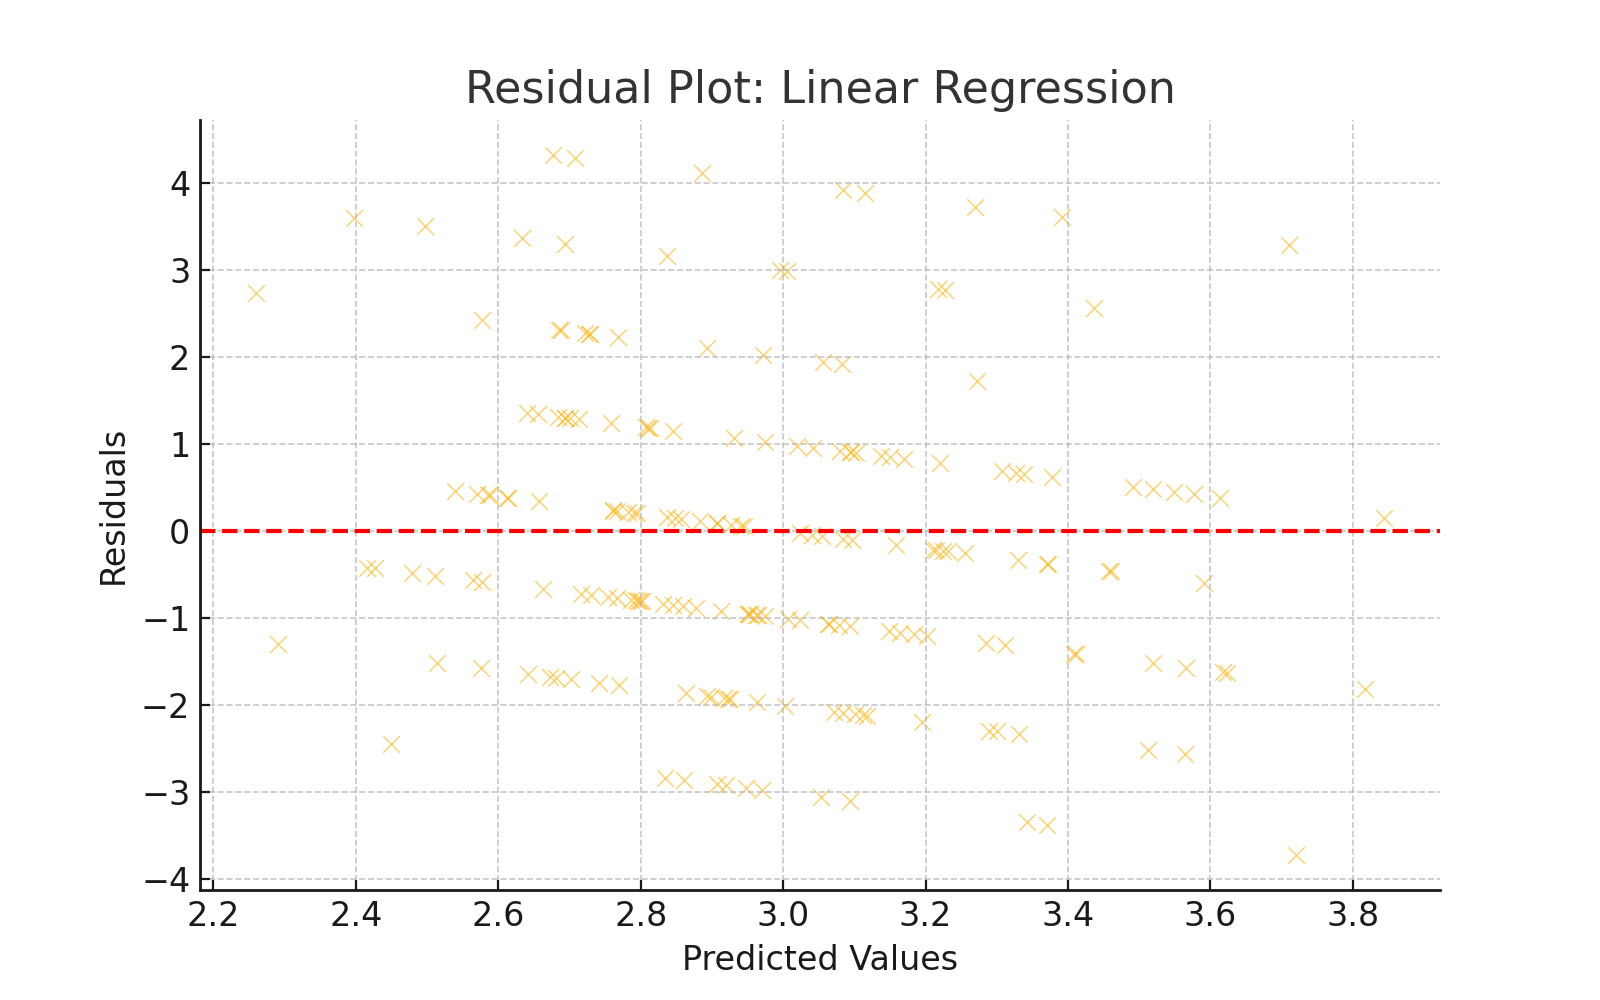 Residual Plot: Linear Regression
Residuals
4
3
2
1
0
−1
−2
−3
−4
2.2 2.4 2.6 2.8 3.0 3.2 3.4 3.6 3.8
Predicted Values